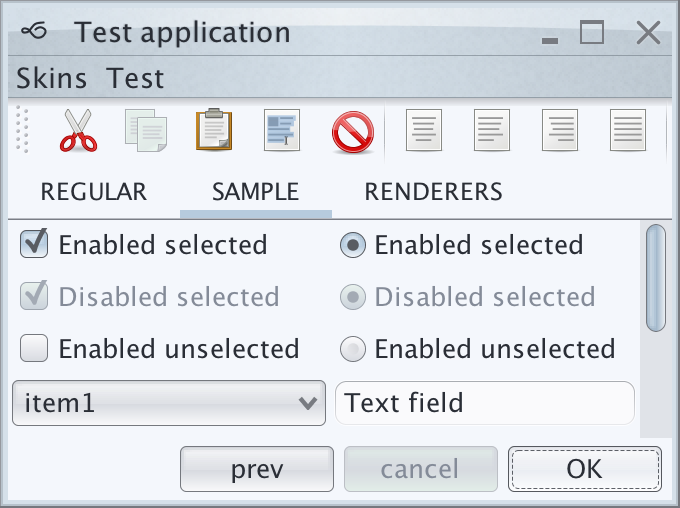 Test application
Skins Test
REGULAR SAMPLE RENDERERS
Enabled selected Enabled selected
Disabled selected Disabled selected
Enabled unselected Enabled unselected
item1 Text field
prev cancel OK